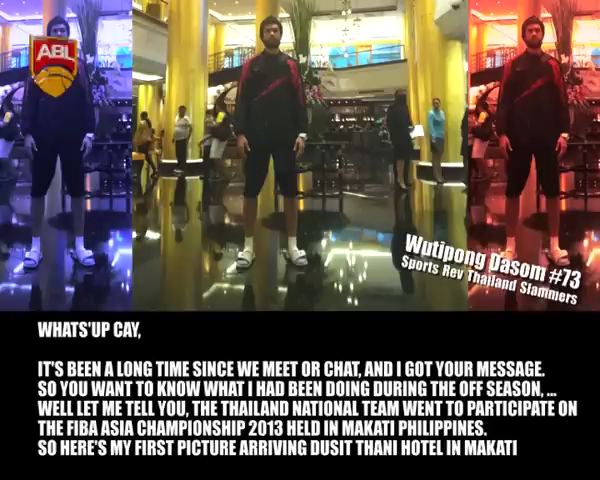 ABL
Wutipong Dasom #73
Sports Rev Thailand Slammers
WHATS'UP CAY,
IT'S BEEN A LONG TIME SINCE WE MEET OR CHAT, AND I GOT YOUR MESSAGE.
SO YOU WANT TO KNOW WHAT I HAD BEEN DOING DURING THE OFF SEASON, ...
WELL LET ME TELL YOU, THE THAILAND NATIONAL TEAM WENT TO PARTICIPATE ON
THE FIBA ASIA CHAMPIONSHIP 2013 HELD IN MAKATI PHILIPPINES.
SO HERE'S MY FIRST PICTURE ARRIVING DUSIT THANI HOTEL IN MAKATI